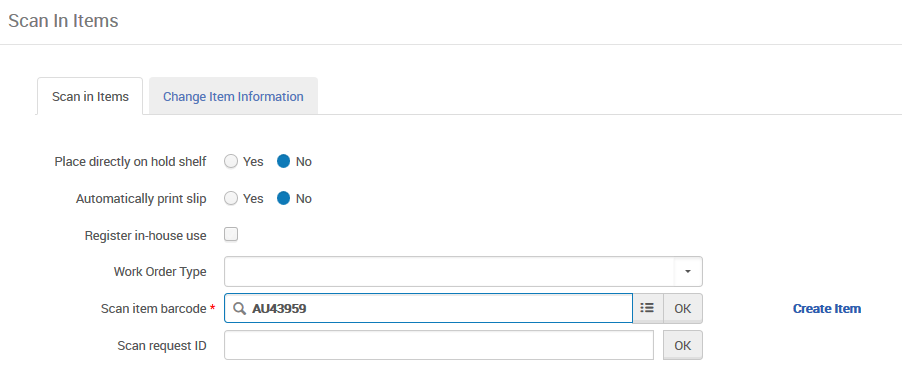 Scan In Items
Scan in Items Change Item Information
Place directly on hold shelf Yes No
Automatically print slip Yes No
Register in-house use
Work Order Type
Scan item barcode * AU43959 OK Create Item
Scan request ID OK